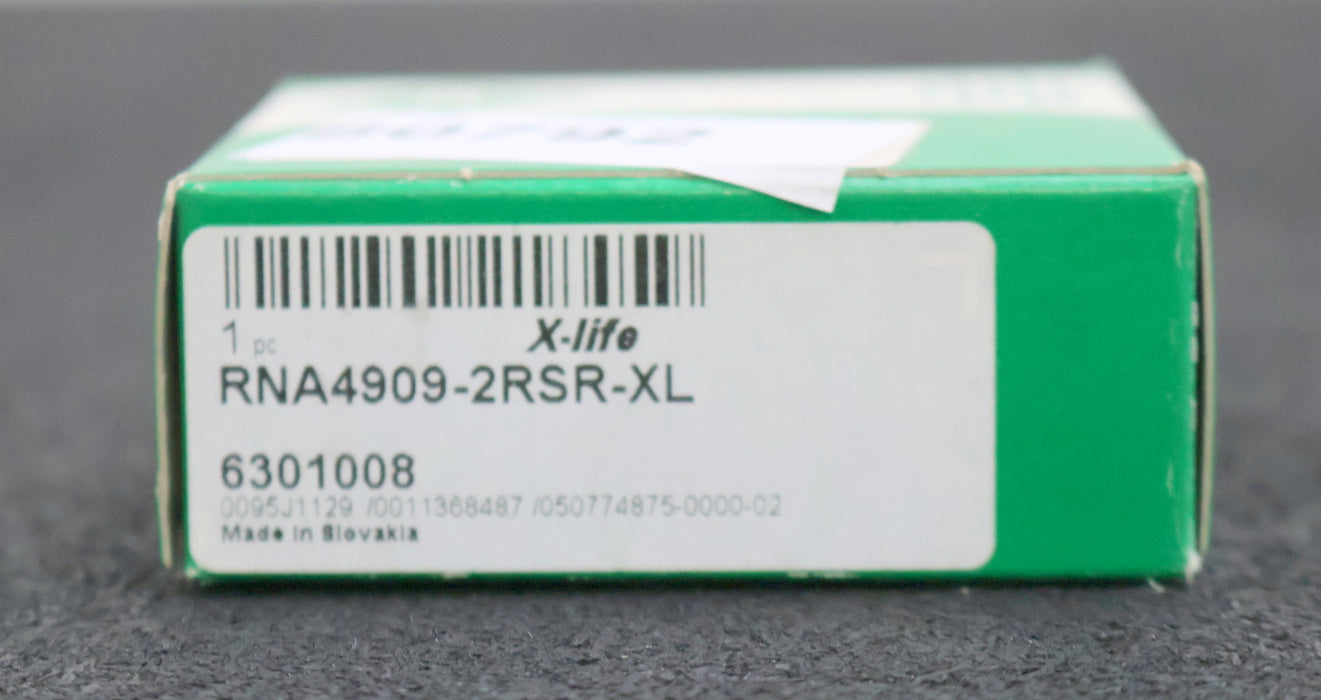 1 pc X-life
RNA4909-2RSR-XL
6301008
0095J1129 /0011368487 /050774875-0000-02
Made in Slovakia